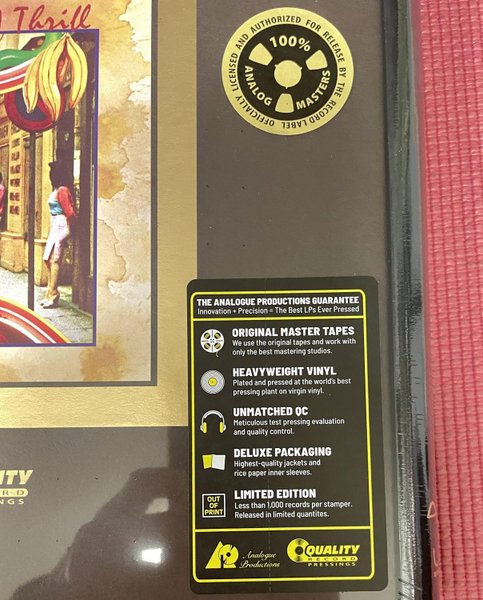 Thrill
OFFICIALLY LICENSED AND AUTHORIZED FOR RELEASE BY THE RECORD LABEL
100%
ANALOG MASTERS
THE ANALOGUE PRODUCTIONS GUARANTEE
Innovation + Precision = The Best LPs Ever Pressed
ORIGINAL MASTER TAPES
We use the original tapes and work with
only the best mastering studios.
HEAVYWEIGHT VINYL
Plated and pressed at the world's best
pressing plant on virgin vinyl.
UNMATCHED QC
Meticulous test pressing evaluation
and quality control.
DELUXE PACKAGING
Highest-quality jackets and
rice paper inner sleeves.
OUT OF PRINT
LIMITED EDITION
Less than 1,000 records per stamper.
Released in limited quantites.
Analogue
Productions
QUALITY
RECORD
PRESSINGS